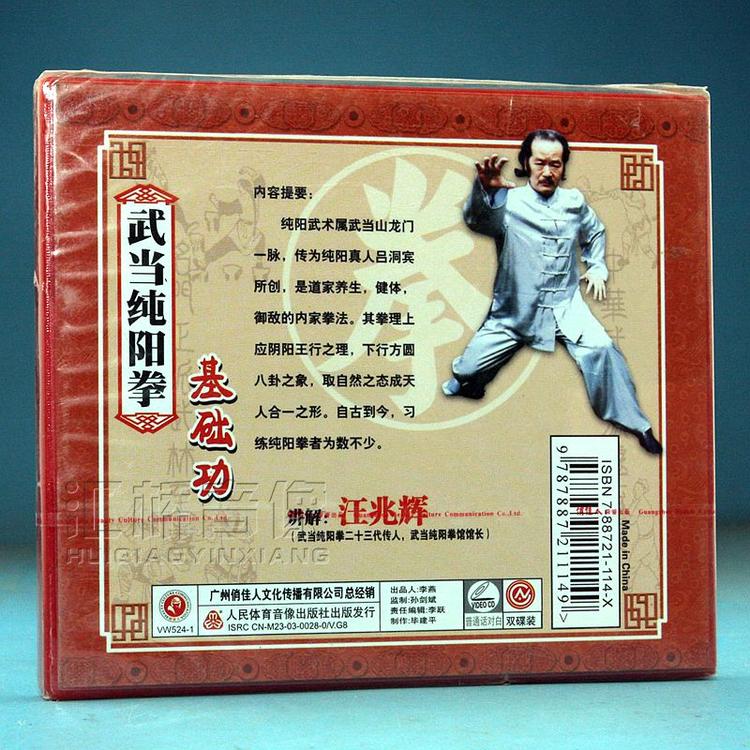 武当纯阳拳
基础功
拳
内容提要:
纯阳武术属武当山龙门
一脉，传为纯阳真人吕洞宾
所创，是道家养生，健体，
御敌的内家拳法。其拳理上
应阴阳王行之理，下行方圆
八卦之象，取自然之态成天
人合一之形。自古到今，习
练纯阳拳者为数不少。
讲解：汪兆辉
(武当纯阳拳二十三代传人，武当纯阳拳馆馆长)
汇桥音像
HUIQIAOYINXIANG
VW524-1
广州俏佳人文化传播有限公司总经销
人民体育音像出版社出版发行
ISRC CN-M23-03-0028-0/V.G8
出品人:李燕
监制:孙剑斌
责任编辑:李跃
制作:毕建平
VIDEO CD
普通话对白
双碟装
ISBN 7-88721-114-X
9787887211149>
Made in China